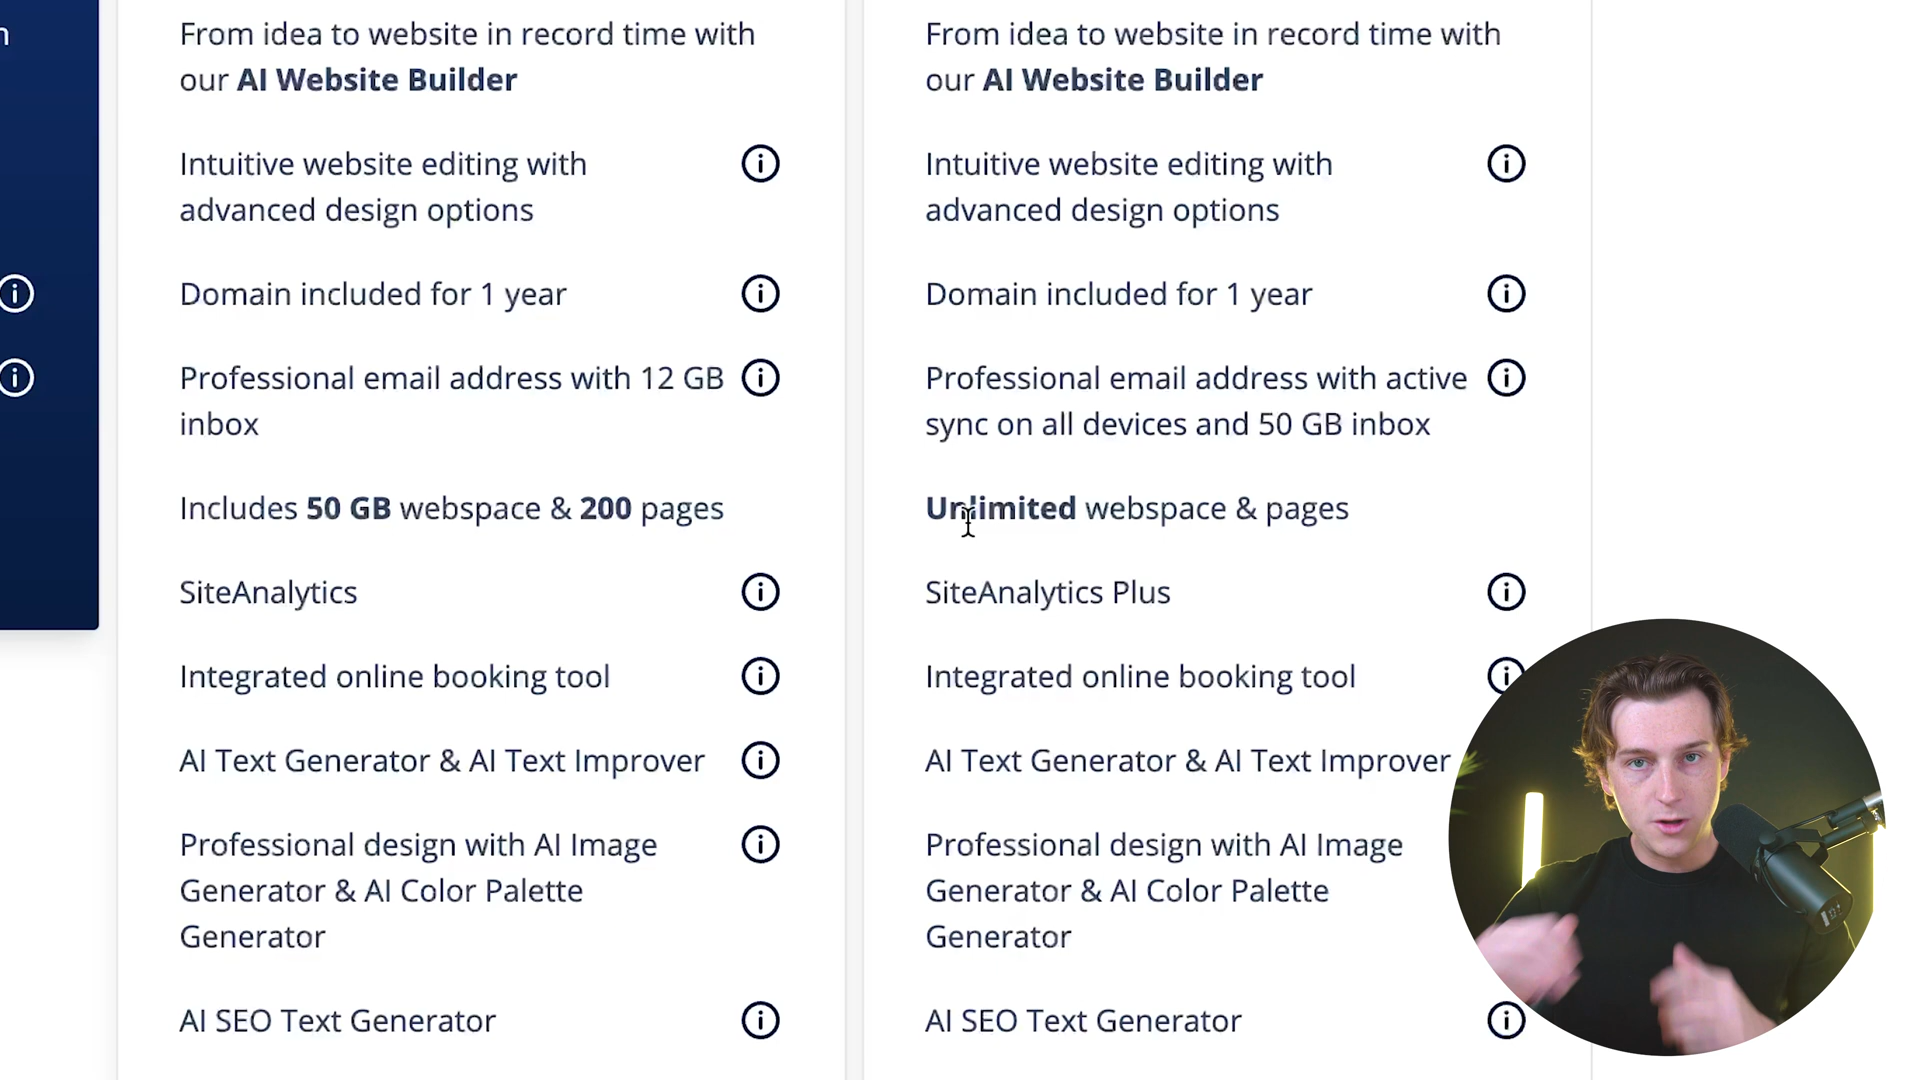 From idea to website in record time with
our AI Website Builder
Intuitive website editing with
advanced design options
Domain included for 1 year
Professional email address with 12 GB
inbox
Includes 50 GB webspace & 200 pages
SiteAnalytics
Integrated online booking tool
AI Text Generator & AI Text Improver
Professional design with AI Image
Generator & AI Color Palette
Generator
AI SEO Text Generator
From idea to website in record time with
our AI Website Builder
Intuitive website editing with
advanced design options
Domain included for 1 year
Professional email address with active
sync on all devices and 50 GB inbox
Unlimited webspace & pages
SiteAnalytics Plus
Integrated online booking tool
AI Text Generator & AI Text Improver
Professional design with AI Image
Generator & AI Color Palette
Generator
AI SEO Text Generator